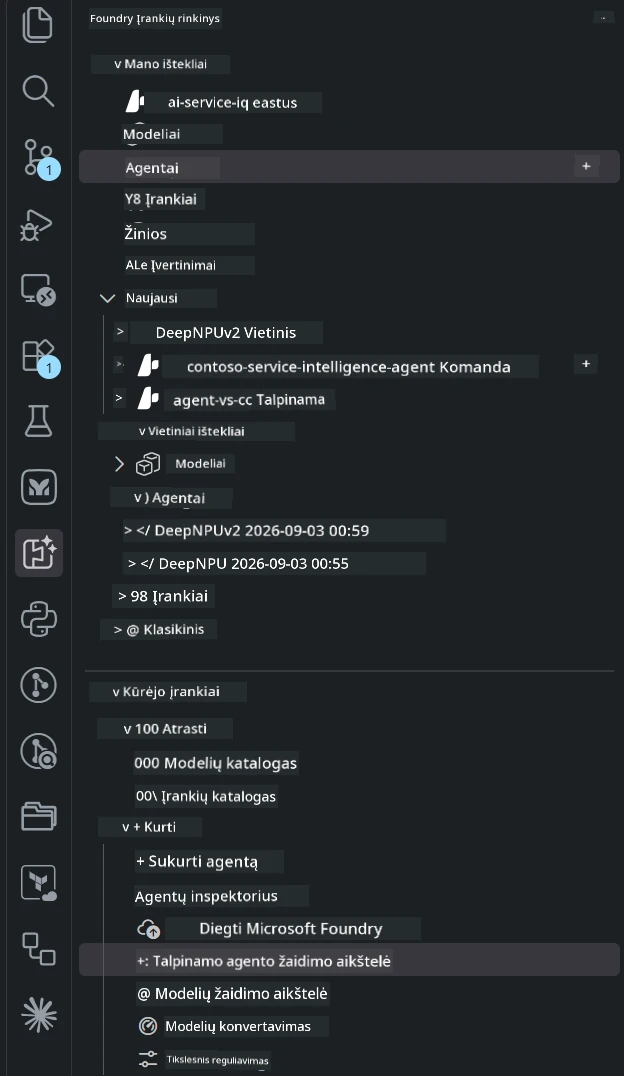 Foundry Įrankių rinkinys
v Mano ištekliai
ai-service-iq eastus
Modeliai
Agentai
+
Y8 Įrankiai
Žinios
ALe Įvertinimai
Naujausi
> DeepNPUv2 Vietinis
> contoso-service-intelligence-agent Komanda
+
> agent-vs-cc Talpinama
v Vietiniai ištekliai
Modeliai
v ) Agentai
> </ DeepNPUv2 2026-09-03 00:59
> </ DeepNPU 2026-09-03 00:55
> 98 Įrankiai
> @ Klasikinis
v Kūrėjo įrankiai
v 100 Atrasti
000 Modelių katalogas
00\ Įrankių katalogas
v + Kurti
+ Sukurti agentą
Agentų inspektorius
Diegti Microsoft Foundry
+: Talpinamo agento žaidimo aikštelė
@ Modelių žaidimo aikštelė
Modelių konvertavimas
Tikslesnis reguliavimas
1
1